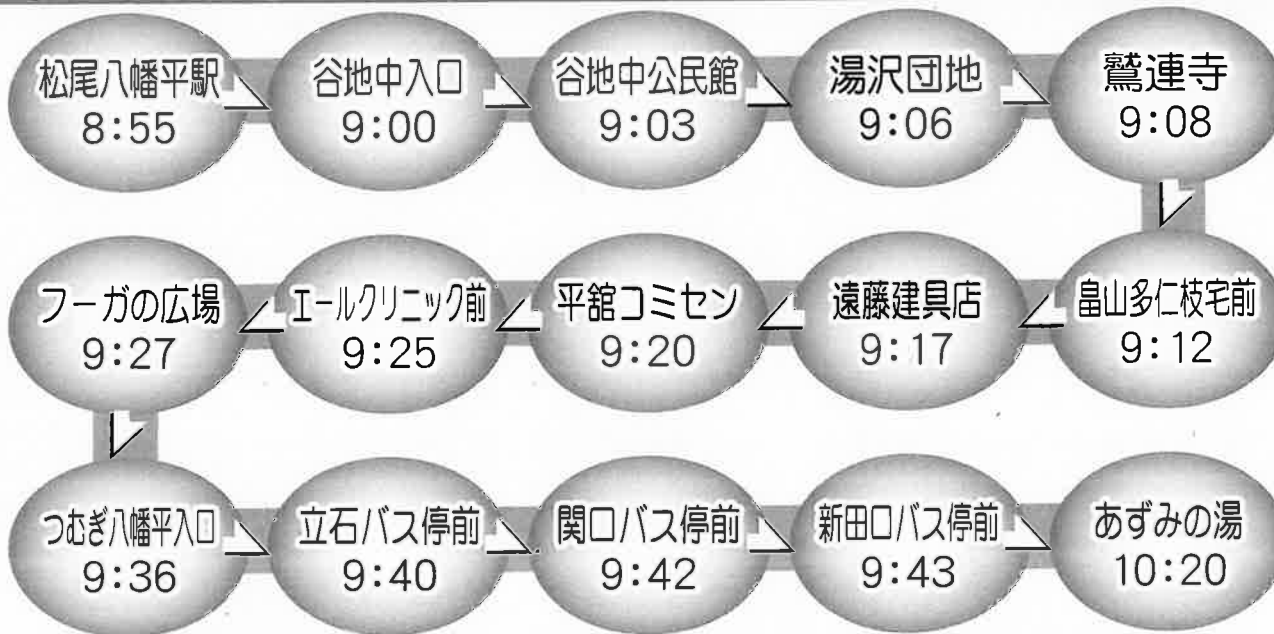 松尾八幡平駅
8:55
谷地中入口
9:00
谷地中公民館
9:03
湯沢団地
9:06
鷲連寺
9:08
畠山多仁枝宅前
9:12
遠藤建具店
9:17
平舘コミセン
9:20
エールクリニック前
9:25
フーガの広場
9:27
つむぎ八幡平入口
9:36
立石バス停前
9:40
関口バス停前
9:42
新田口バス停前
9:43
あずみの湯
10:20